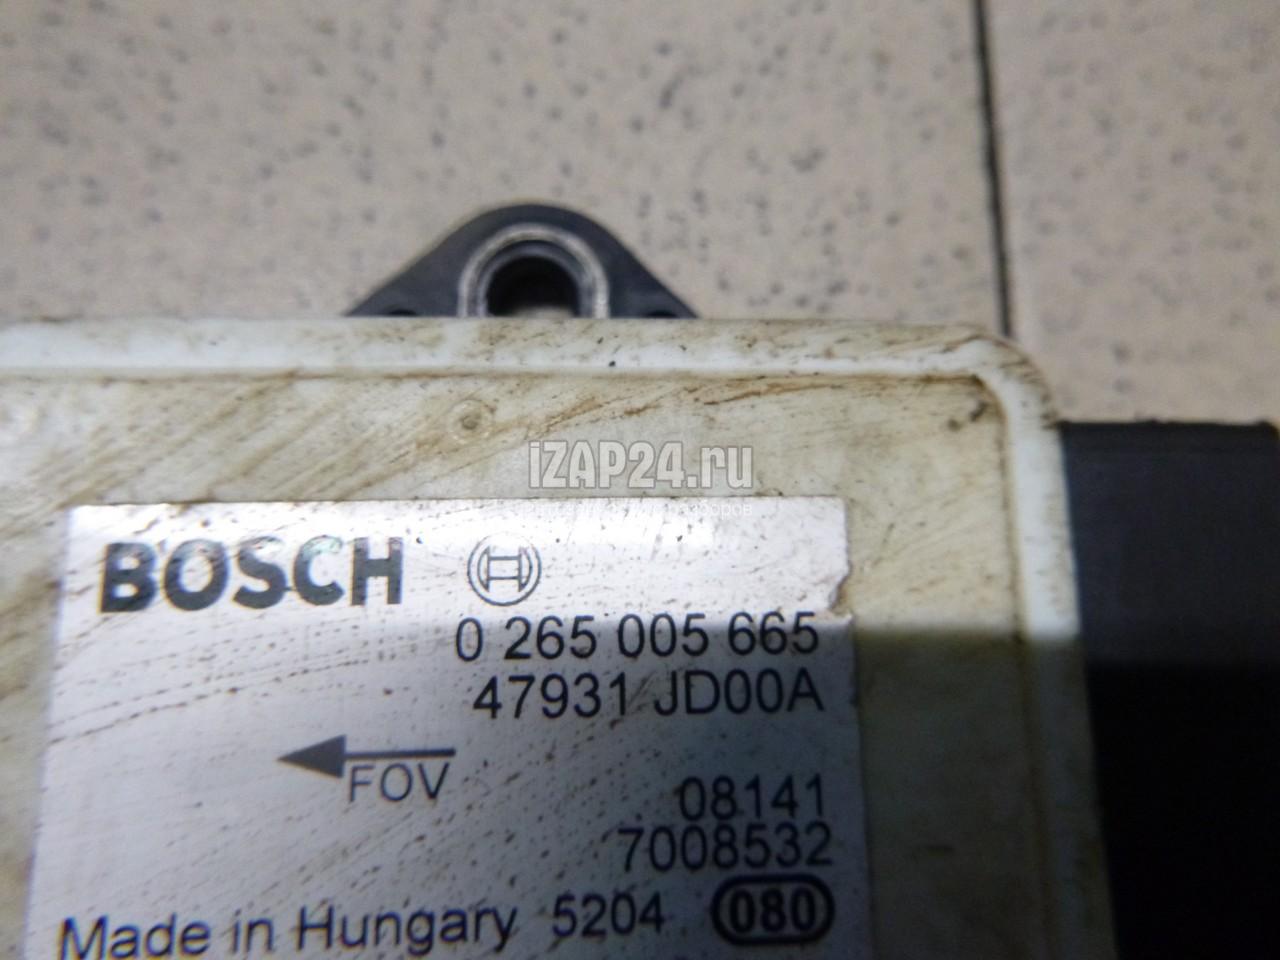 iZAP24.ru
BOSCH
0 265 005 665
47931 JD00A
FOV
08141
7008532
Made in Hungary 5204 080